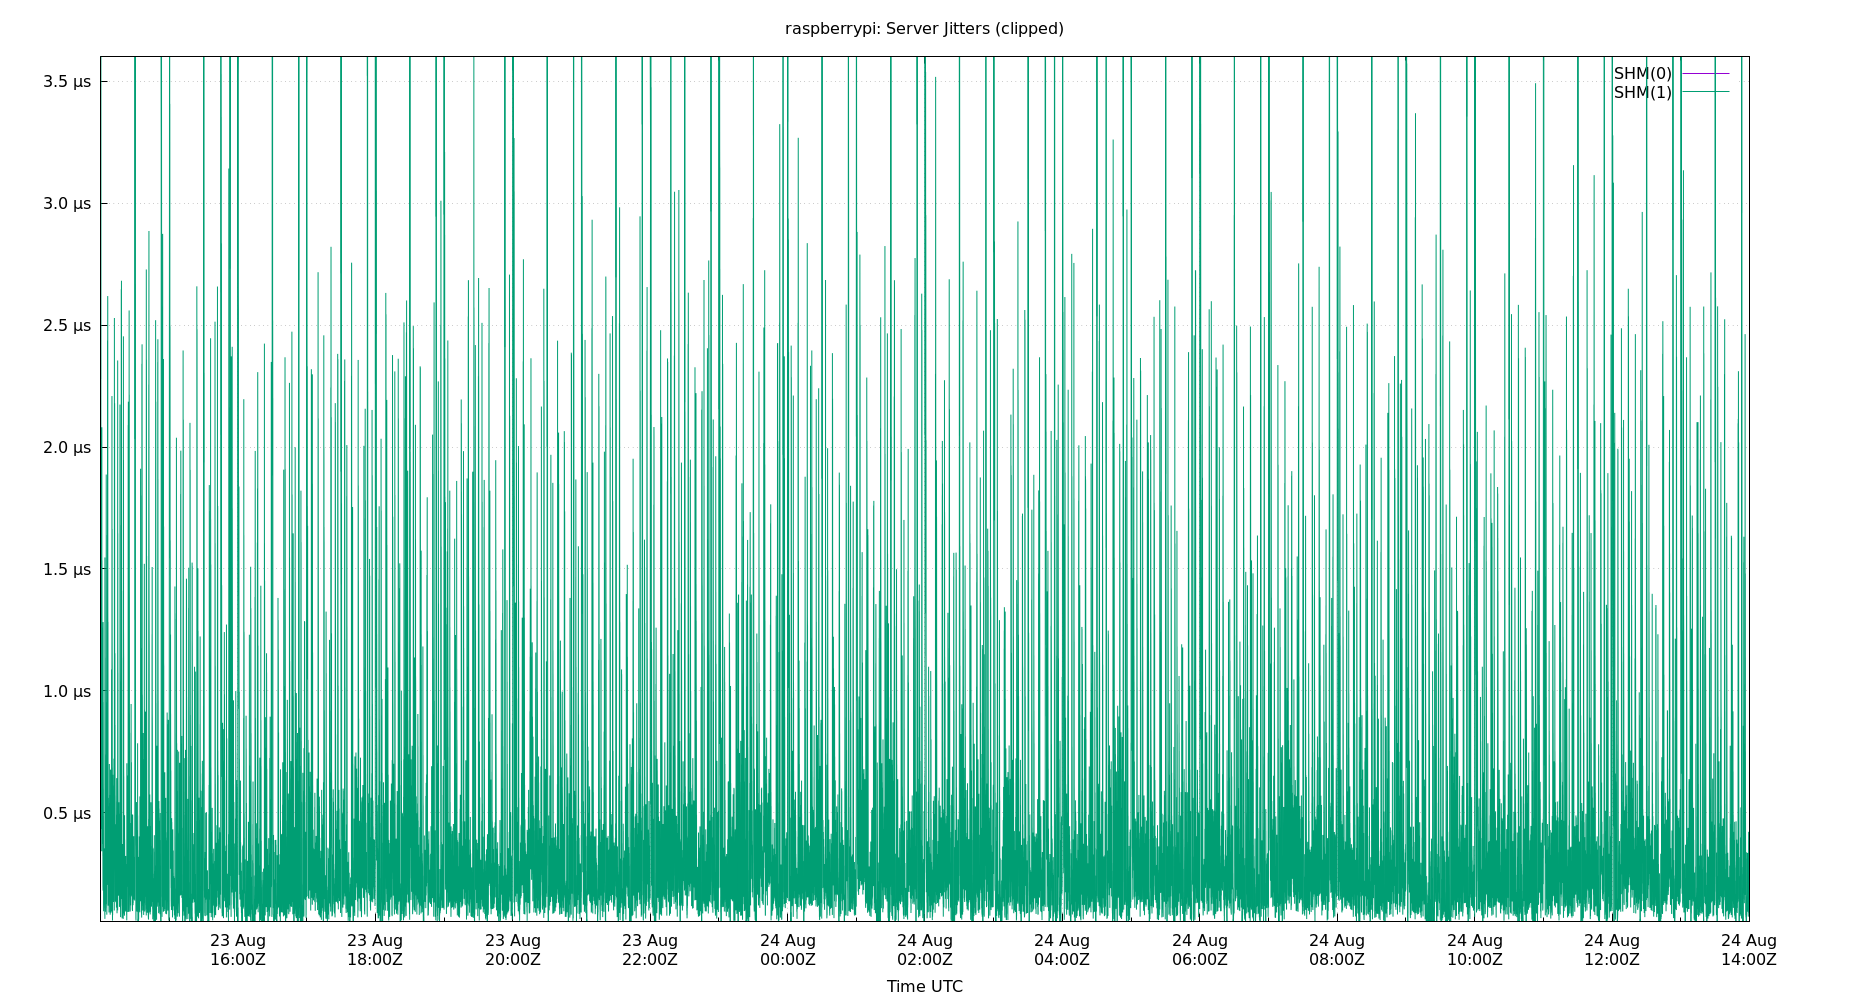 raspberrypi: Server Jitters (clipped)
3.5 µs
3.0 µs
2.5 µs
2.0 µs
1.5 µs
1.0 µs
0.5 µs
SHM(0)
SHM(1)
23 Aug 23 Aug 23 Aug 23 Aug 24 Aug 24 Aug 24 Aug 24 Aug 24 Aug 24 Aug 24 Aug 24 Aug
16:00Z 18:00Z 20:00Z 22:00Z 00:00Z 02:00Z 04:00Z 06:00Z 08:00Z 10:00Z 12:00Z 14:00Z
Time UTC